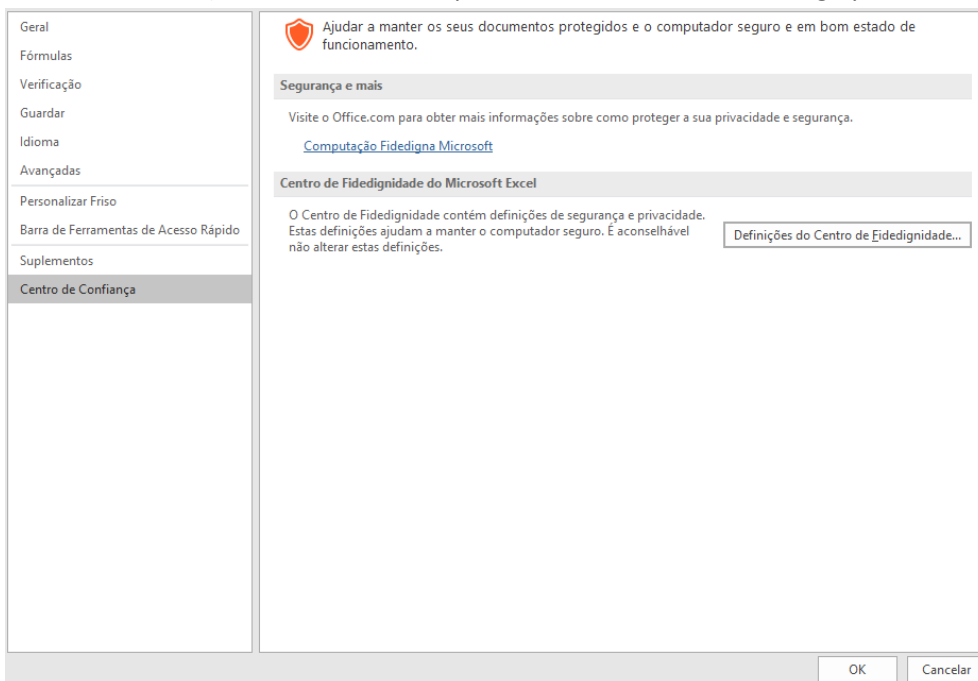 Geral
Fórmulas
Verificação
Guardar
Idioma
Avançadas
Personalizar Friso
Barra de Ferramentas de Acesso Rápido
Suplementos
Centro de Confiança
Ajudar a manter os seus documentos protegidos e o computador seguro e em bom estado de
funcionamento.
Segurança e mais
Visite o Office.com para obter mais informações sobre como proteger a sua privacidade e segurança.
Computação Fidedigna Microsoft
Centro de Fidedignidade do Microsoft Excel
O Centro de Fidedignidade contém definições de segurança e privacidade.
Estas definições ajudam a manter o computador seguro. É aconselhável
não alterar estas definições.
Definições do Centro de Fidedignidade...
OK
Cancelar